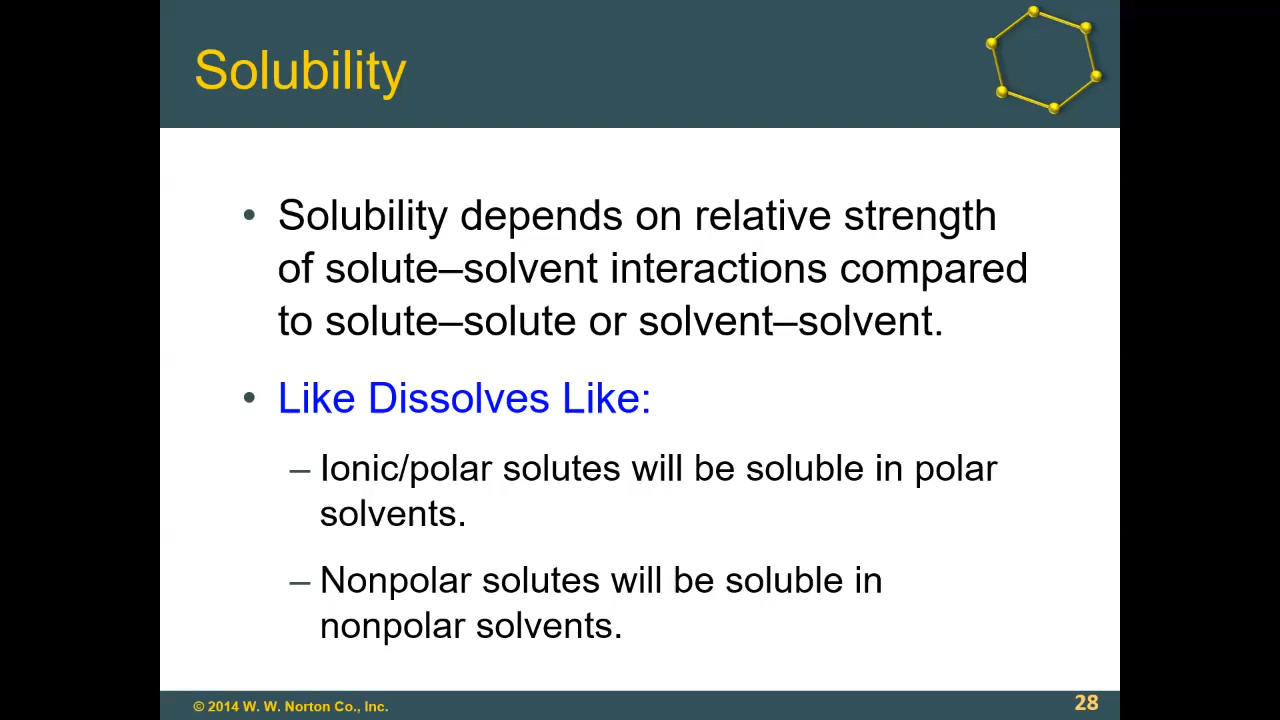 Solubility
• Solubility depends on relative strength
of solute–solvent interactions compared
to solute–solute or solvent–solvent.
• Like Dissolves Like:
– Ionic/polar solutes will be soluble in polar
solvents.
– Nonpolar solutes will be soluble in
nonpolar solvents.
© 2014 W. W. Norton Co., Inc.
28